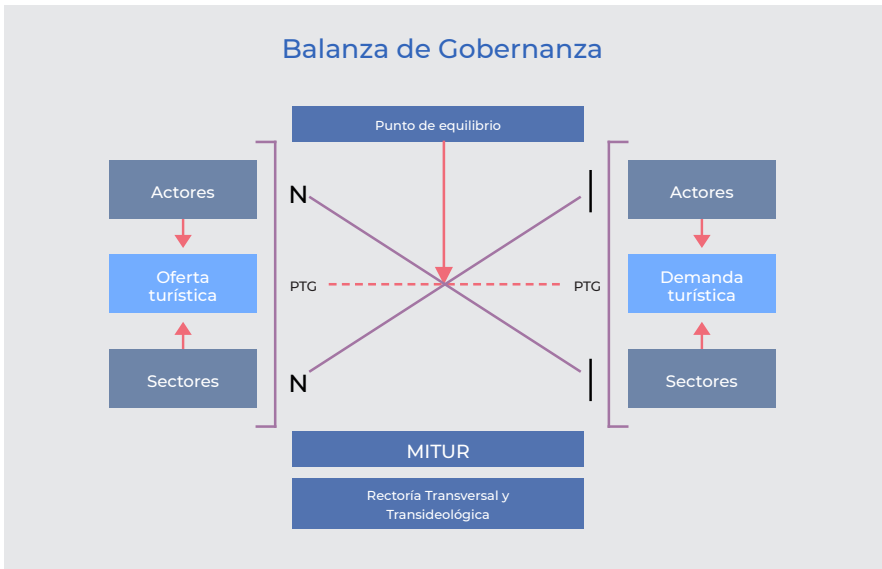 Balanza de Gobernanza
Punto de equilibrio
Actores
Oferta
turística
Sectores
N
PTG
N
I
PTG
I
Actores
Demanda
turística
Sectores
MITUR
Rectoría Transversal y
Transideológica